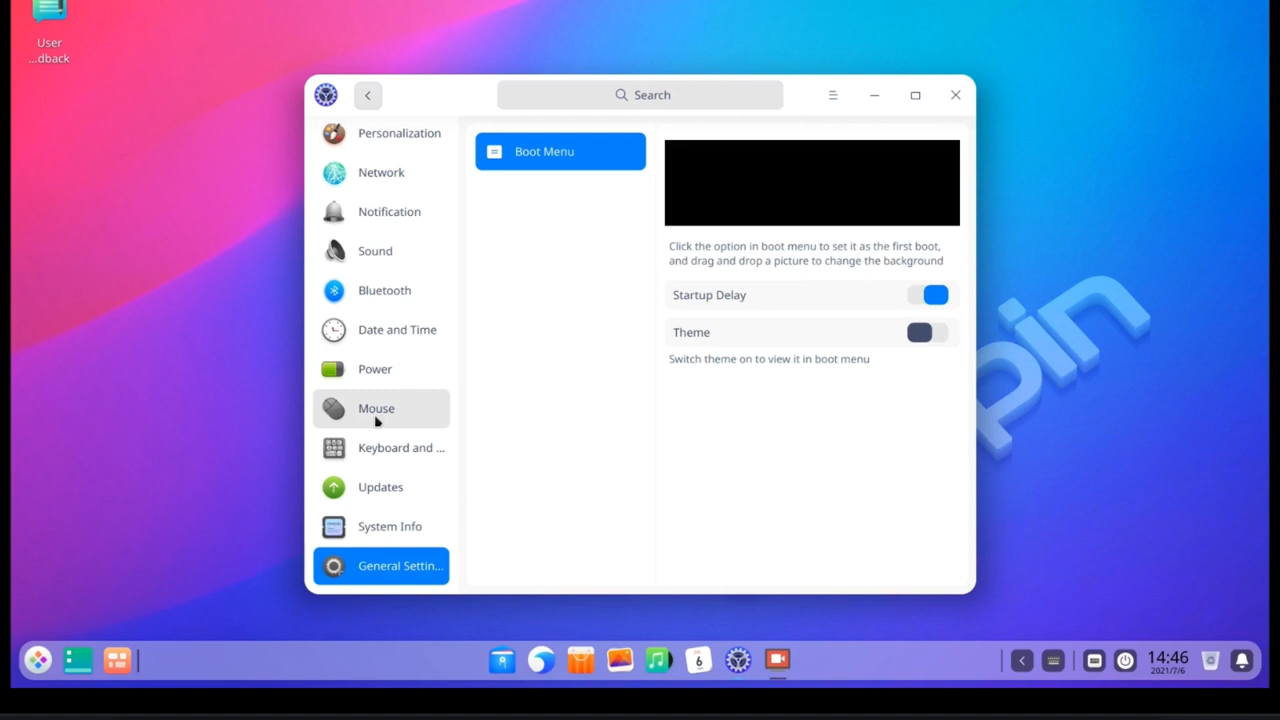 User
...dback
Search
Personalization
Network
Notification
Sound
Bluetooth
Date and Time
Power
Mouse
Keyboard and ...
Updates
System Info
General Settin...
Boot Menu
Click the option in boot menu to set it as the first boot,
and drag and drop a picture to change the background
Startup Delay
Theme
Switch theme on to view it in boot menu
pin
6
14:46
2021/7/6